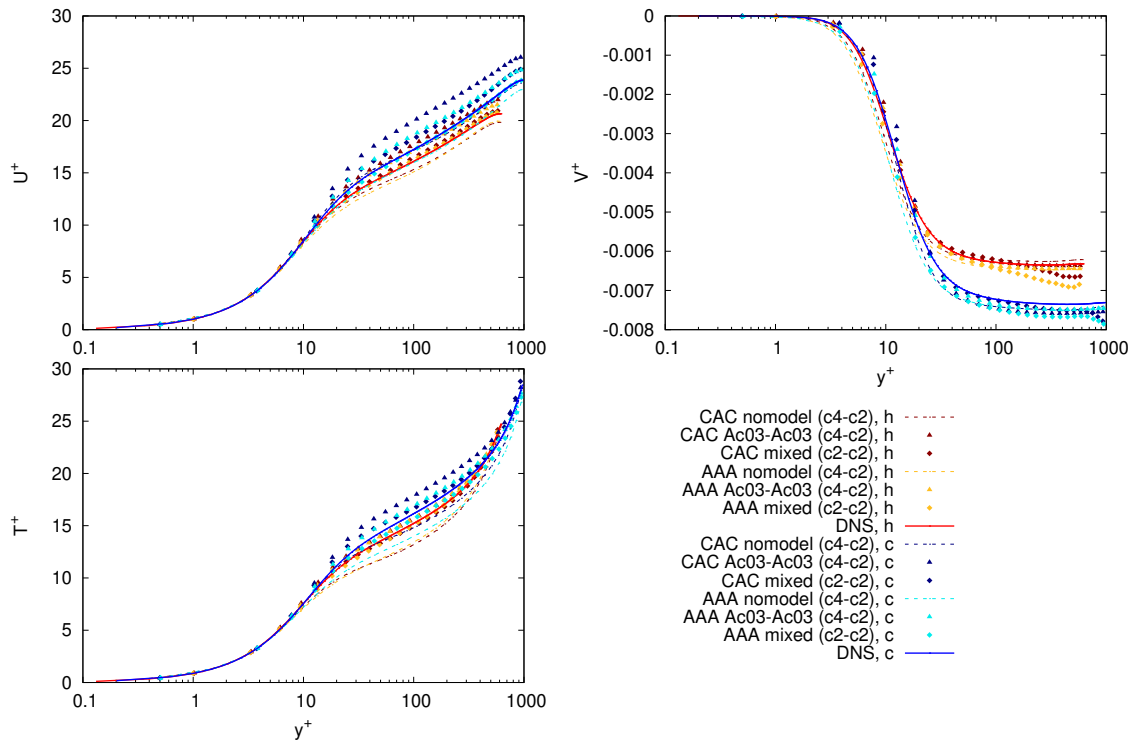 30
25
20
15
10
5
0
0.1 1 10 100 1000
U+
0
-0.001
-0.002
-0.003
-0.004
-0.005
-0.006
-0.007
-0.008
0.1 1 10 100 1000
V+
y+
30
25
20
15
10
5
0
0.1 1 10 100 1000
T+
y+
CAC nomodel (c4-c2), h
CAC Ac03-Ac03 (c4-c2), h
CAC mixed (c2-c2), h
AAA nomodel (c4-c2), h
AAA Ac03-Ac03 (c4-c2), h
AAA mixed (c2-c2), h
DNS, h
CAC nomodel (c4-c2), c
CAC Ac03-Ac03 (c4-c2), c
CAC mixed (c2-c2), c
AAA nomodel (c4-c2), c
AAA Ac03-Ac03 (c4-c2), c
AAA mixed (c2-c2), c
DNS, c